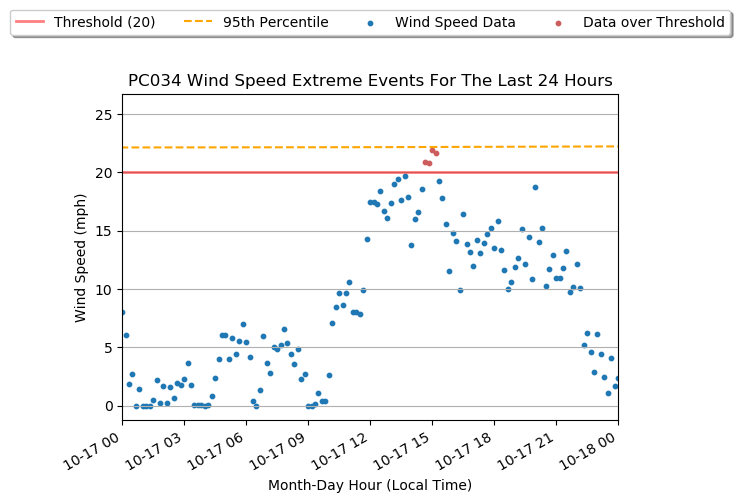 Threshold (20) 95th Percentile Wind Speed Data Data over Threshold
PC034 Wind Speed Extreme Events For The Last 24 Hours
25
20
15
10
5
0
Wind Speed (mph)
10-17 00 10-17 03 10-17 06 10-17 09 10-17 12 10-17 15 10-17 18 10-17 21 10-18 00
Month-Day Hour (Local Time)